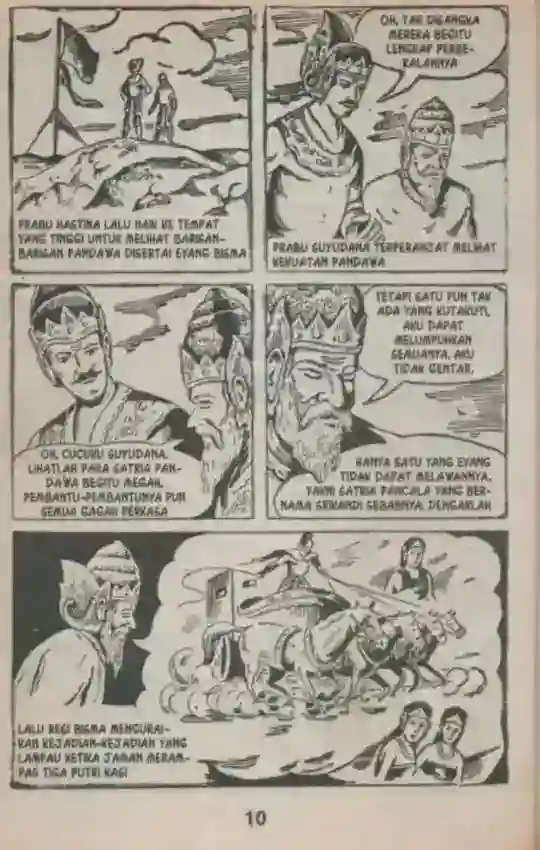 PRABU HASTINA LALU NAIK KE TEMPAT
YANG TINGGI UNTUK MELIHAT BARISAN-
BARISAN PANDAWA DISERTAI EYANG BISMA
OH, TAK DISANGKA
MEREKA BEGITU
LENGKAP PERBE-
KALANNYA
PRABU SUYUDANA TERPERANJAT MELIHAT
KEKUATAN PANDAWA
OH, CUCUKU SUYUDANA,
LIHATLAH PARA SATRIA PAN-
DAWA BEGITU MEGAH,
PEMBANTU-PEMBANTUNYA PUN
SEMUA GAGAH PERKASA
TETAPI SATU PUN TAK
ADA YANG KUTAKUTI,
AKU DAPAT
MELUMPUHKAN
SEMUANYA, AKU
TIDAK GENTAR,
HANYA SATU YANG EYANG
TIDAK DAPAT MELAWANNYA,
YAKNI SATRIA PANCALA YANG BER-
NAMA SRIKANDI SEBABNYA, DENGARLAH
LALU RESI BISMA MENGURAI-
KAN KEJADIAN-KEJADIAN YANG
LAMPAU KETIKA JAMAN MERAM-
PAS TIGA PUTRI KASI
10